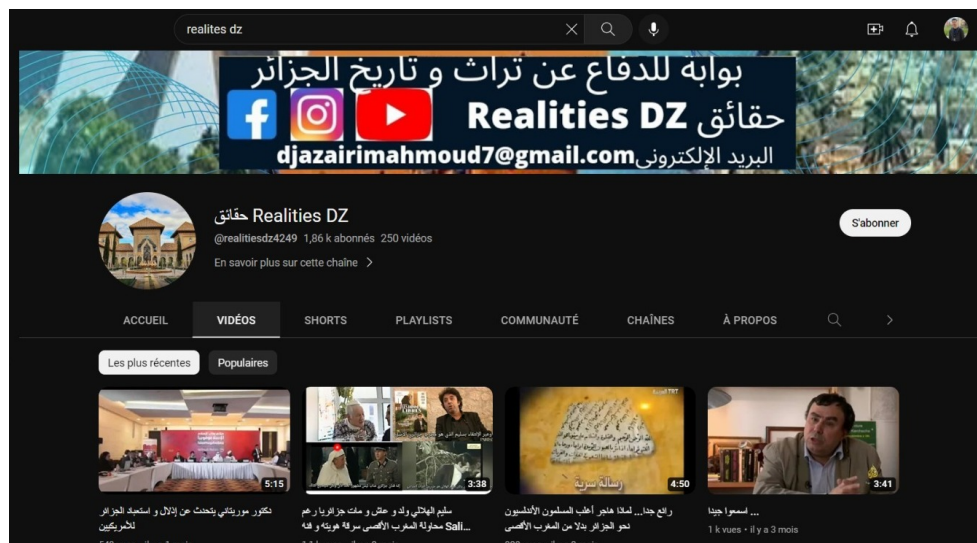 realites dz
بوابة للدفاع عن تراث و تاريخ الجزائر
حقائق Realities DZ
البريد الإلكتروني djazairimahmoud7@gmail.com
حقائق Realities DZ
@realitiesdz4249 1,86 k abonnés 250 vidéos
En savoir plus sur cette chaîne
S'abonner
ACCUEIL VIDÉOS SHORTS PLAYLISTS COMMUNAUTÉ CHAÎNES À PROPOS
Les plus récentes Populaires
5:15
3:38
رسالة سرية
4:50
3:41
دكتور موريتاني يتحدث عن إذلال و استعباد الجزائر
للأمريكيين
سليم الهلالي ولد و عاش و مات جزائريا رغم
محاولة المغرب الأقصى سرقة هويته و فنه Sali...
رائع جدا... لماذا هاجر أغلب المسلمون الأندلسيون
نحو الجزائر بدلا من المغرب الأقصى
اسمعوا جيدا ...
1 k vues • il y a 3 mois